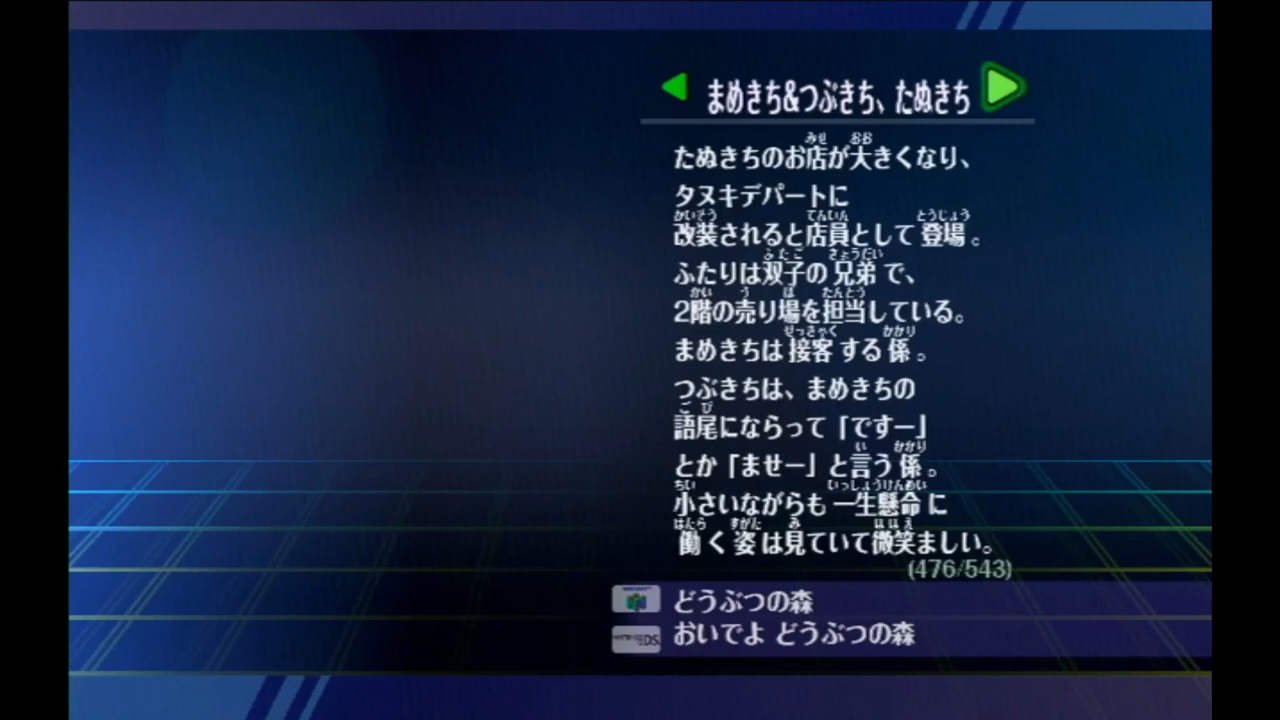 まめきち&つぶきち、たぬきち
たぬきちのお店が大きくなり、
タヌキデパートに
改装されると店員として登場。
ふたりは双子の兄弟で、
2階の売り場を担当している。
まめきちは接客する係。
つぶきちは、まめきちの
語尾にならって「ですー」
とか「ませー」と言う係。
小さいながらも一生懸命に
働く姿は見ていて微笑ましい。
(476/543)
どうぶつの森
おいでよ どうぶつの森